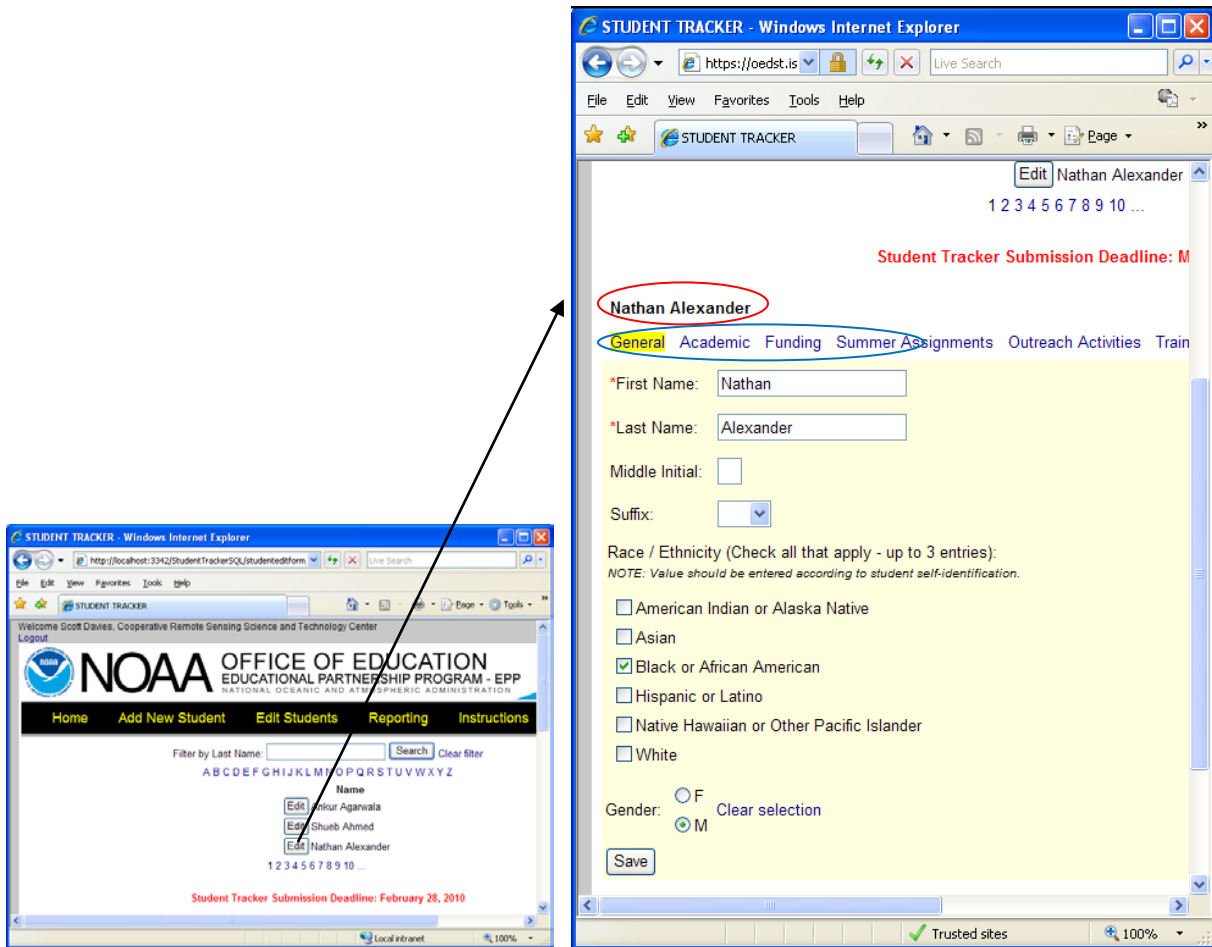 STUDENT TRACKER - Windows Internet Explorer
https://oedst.is
Live Search
File Edit View Favorites Tools Help
STUDENT TRACKER
Page
»
Edit Nathan Alexander
1 2 3 4 5 6 7 8 9 10 ...
Student Tracker Submission Deadline: M
Nathan Alexander
General Academic Funding Summer Assignments Outreach Activities Train
*First Name: Nathan
*Last Name: Alexander
Middle Initial:
Suffix:
Race / Ethnicity (Check all that apply - up to 3 entries):
NOTE: Value should be entered according to student self-identification.
American Indian or Alaska Native
Asian
Black or African American
Hispanic or Latino
Native Hawaiian or Other Pacific Islander
White
Gender: F
M
Clear selection
Save
Trusted sites 100%
STUDENT TRACKER - Windows Internet Explorer
http://localhost:3342/StudentTrackerSQL/studenteditform
Live Search
File Edit View Favorites Tools Help
STUDENT TRACKER
Page Tools
»
Welcome Scott Davies, Cooperative Remote Sensing Science and Technology Center
Logout
NOAA
NOAA
OFFICE OF EDUCATION
EDUCATIONAL PARTNERSHIP PROGRAM - EPP
NATIONAL OCEANIC AND ATMOSPHERIC ADMINISTRATION
Home Add New Student Edit Students Reporting Instructions
Filter by Last Name: Search Clear filter
A B C D E F G H I J K L M N O P Q R S T U V W X Y Z
Name
Edit Ankur Agarwala
Edit Shueb Ahmed
Edit Nathan Alexander
1 2 3 4 5 6 7 8 9 10 ...
Student Tracker Submission Deadline: February 28, 2010
Local intranet 100%